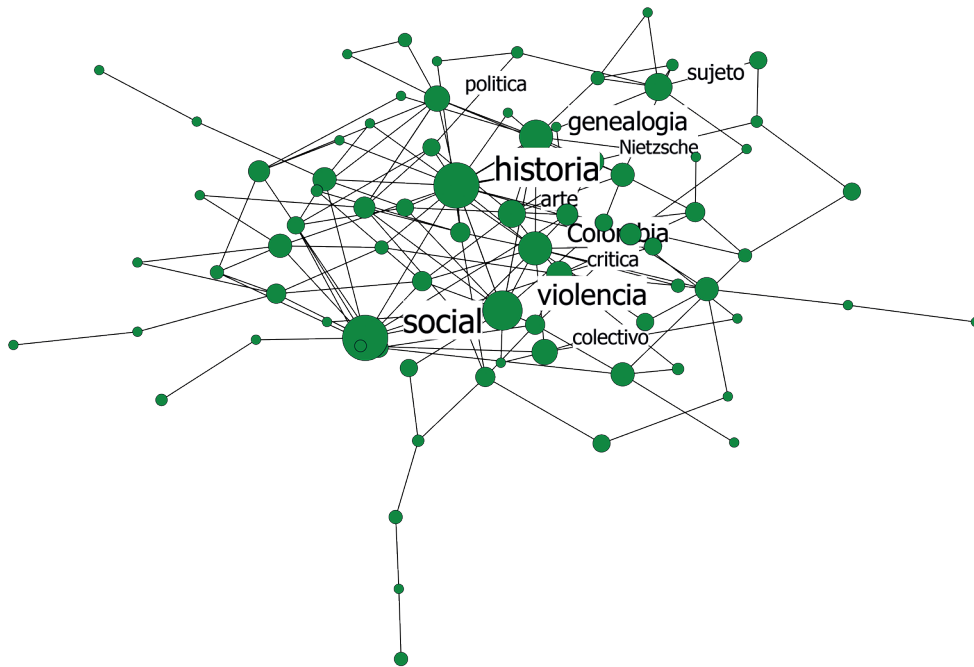 sujeto
politica
genealogia
Nietzsche
historia
arte
Colombia
critica
violencia
social
colectivo